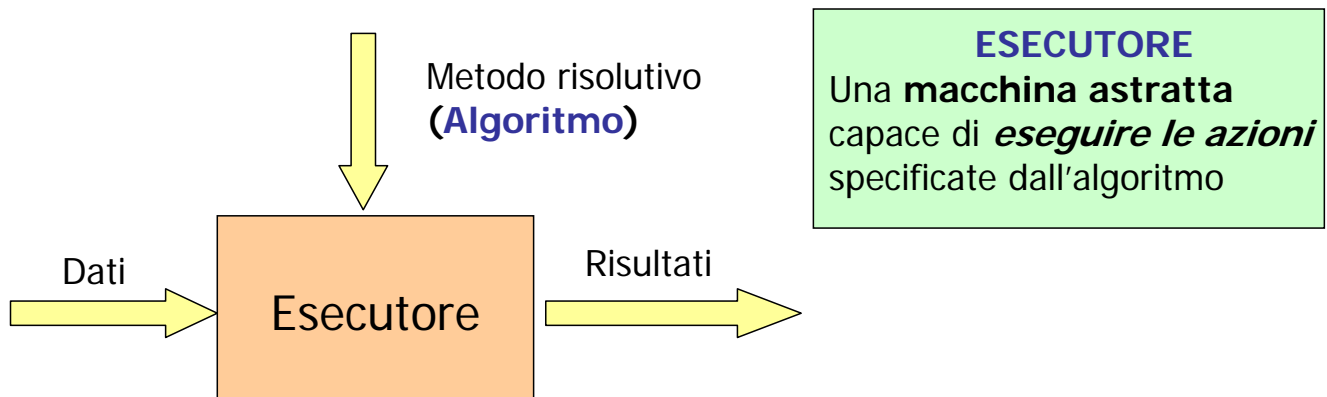 Metodo risolutivo
(Algoritmo)
ESECUTORE
Una macchina astratta
capace di eseguire le azioni
specificate dall'algoritmo
Dati
Esecutore
Risultati